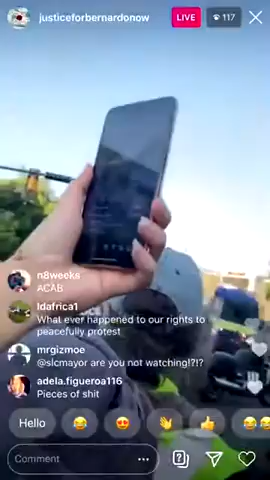 justiceforbernardonow
LIVE
117
n8weeks
ACAB
ldafrica1
What ever happened to our rights to
peacefully protest
mrgizmoe
@slcmayor are you not watching!?!?
adela.figueroa116
Pieces of shit
Hello
Comment